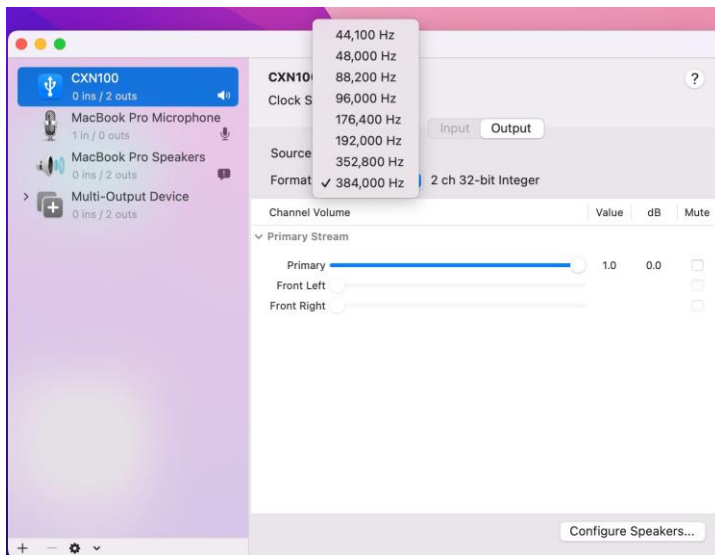 44,100 Hz
48,000 Hz
88,200 Hz
96,000 Hz
176,400 Hz
192,000 Hz
352,800 Hz
✓ 384,000 Hz
CXN100
0 ins / 2 outs
MacBook Pro Microphone
1 in / 0 outs
MacBook Pro Speakers
0 ins / 2 outs
Multi-Output Device
0 ins / 2 outs
?
Clock S
Input Output
Source
Format 2 ch 32-bit Integer
Channel Volume Value dB Mute
Primary Stream
Primary 1.0 0.0
Front Left
Front Right
Configure Speakers...